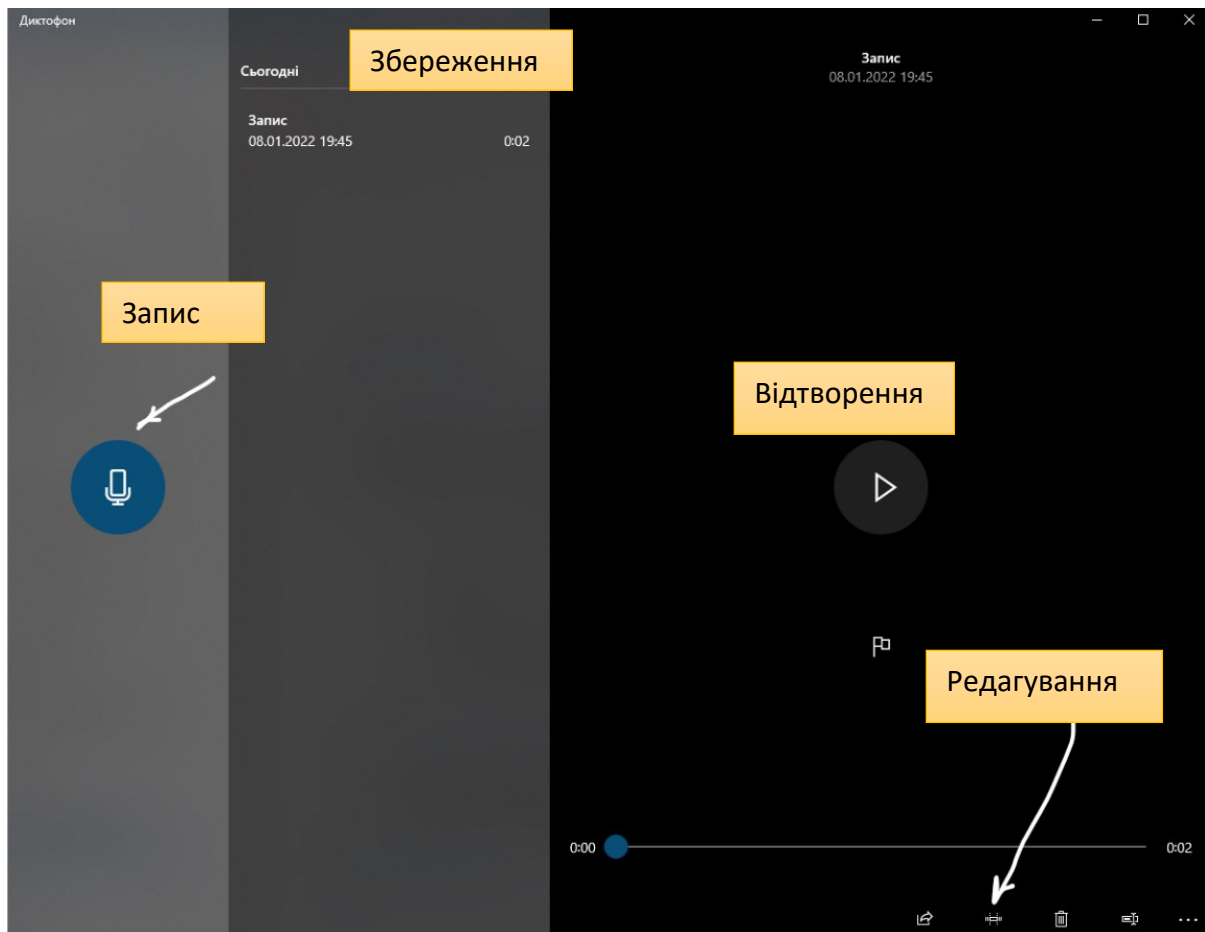 Диктофон
Збереження
Сьогодні
Запис
08.01.2022 19:45
Запис
08.01.2022 19:45 0:02
Запис
Відтворення
Редагування
0:00 0:02